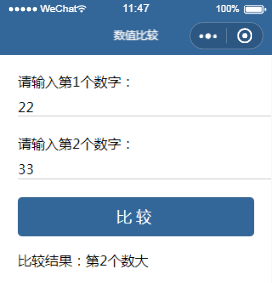 WeChat 11:47 100%
数值比较
请输入第1个数字：
22
请输入第2个数字：
33
比较
比较结果：第2个数大